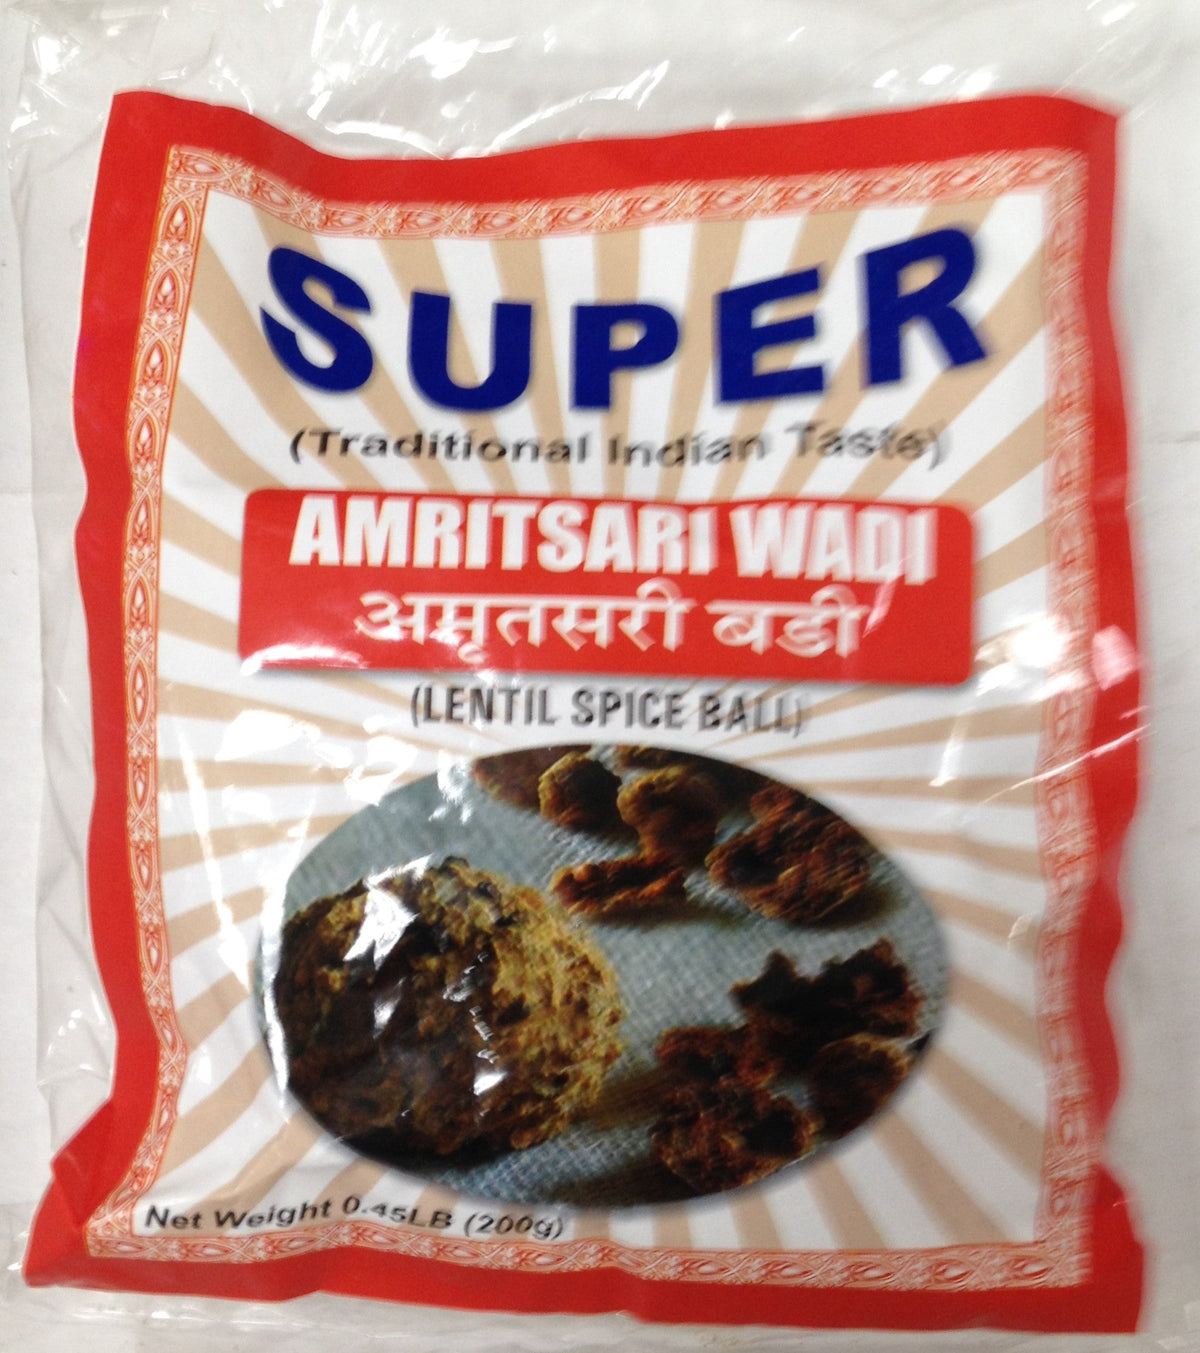 SUPER
(Traditional Indian Taste)
AMRITSARI WADI
अमृतसरी बडी
(LENTIL SPICE BALL)
Net Weight 0.45LB (200g)